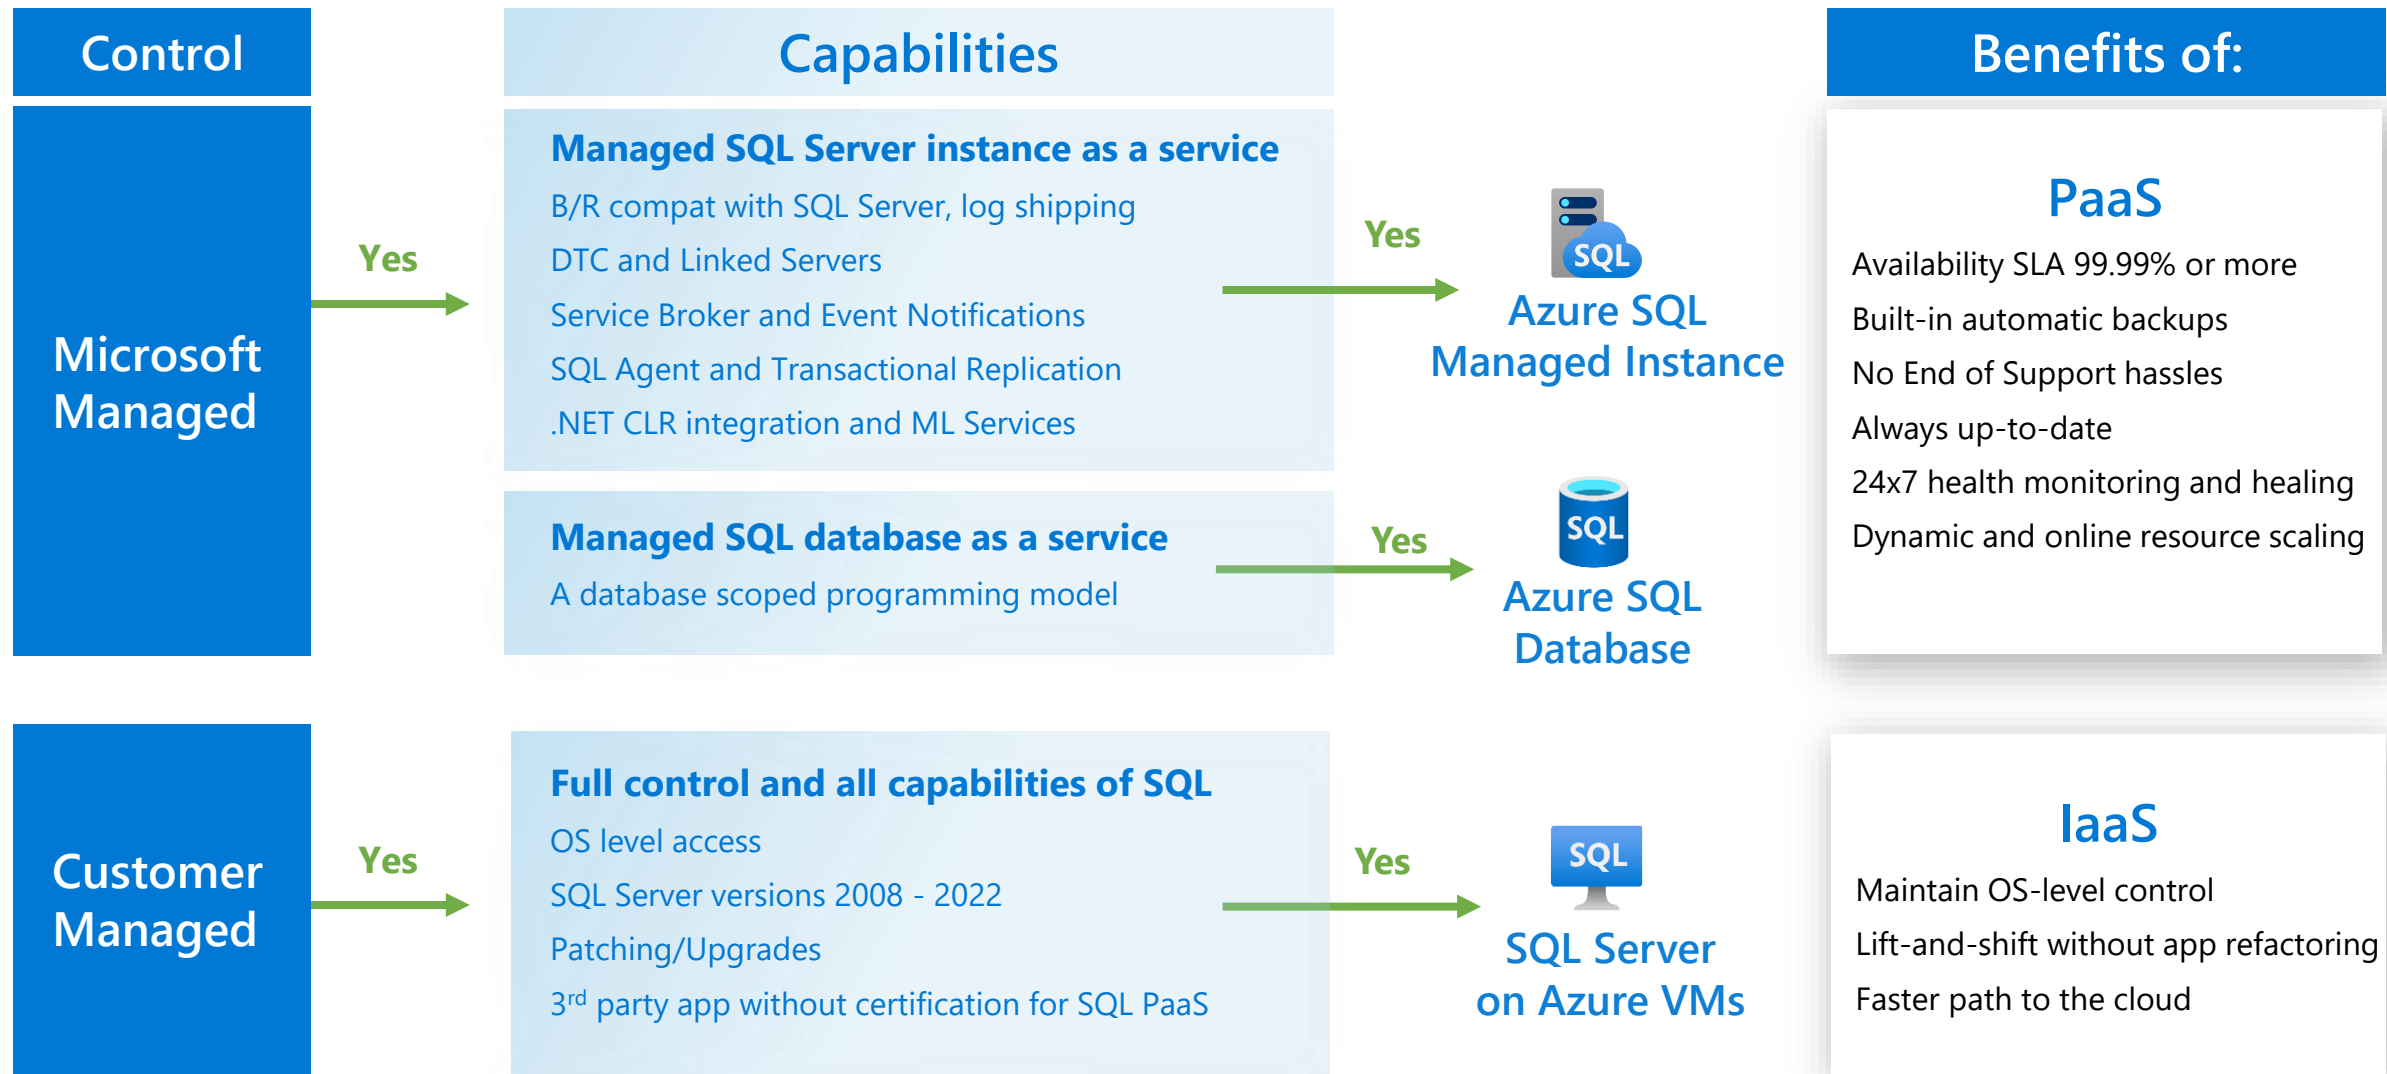 Control
Capabilities
Benefits of:
Microsoft
Managed
Yes
Managed SQL Server instance as a service
B/R compat with SQL Server, log shipping
DTC and Linked Servers
Service Broker and Event Notifications
SQL Agent and Transactional Replication
.NET CLR integration and ML Services
Yes
SQL
Azure SQL
Managed Instance
Managed SQL database as a service
A database scoped programming model
Yes
SQL
Azure SQL
Database
PaaS
Availability SLA 99.99% or more
Built-in automatic backups
No End of Support hassles
Always up-to-date
24x7 health monitoring and healing
Dynamic and online resource scaling
Customer
Managed
Yes
Full control and all capabilities of SQL
OS level access
SQL Server versions 2008 - 2022
Patching/Upgrades
3rd party app without certification for SQL PaaS
Yes
SQL
SQL Server
on Azure VMs
IaaS
Maintain OS-level control
Lift-and-shift without app refactoring
Faster path to the cloud